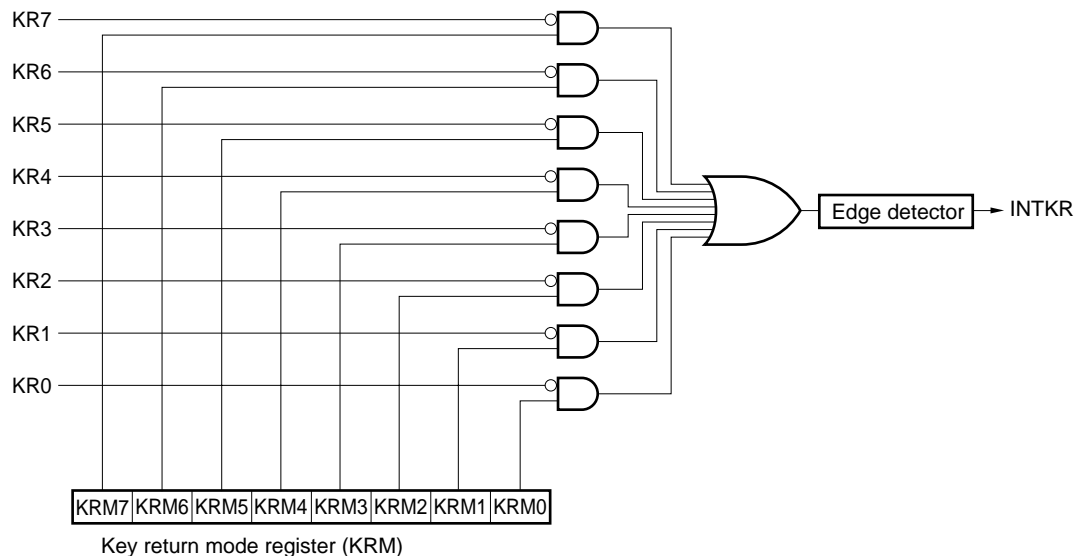 KR7
KR6
KR5
KR4
KR3
KR2
KR1
KR0
Edge detector
INTKR
KRM7 KRM6 KRM5 KRM4 KRM3 KRM2 KRM1 KRM0
Key return mode register (KRM)